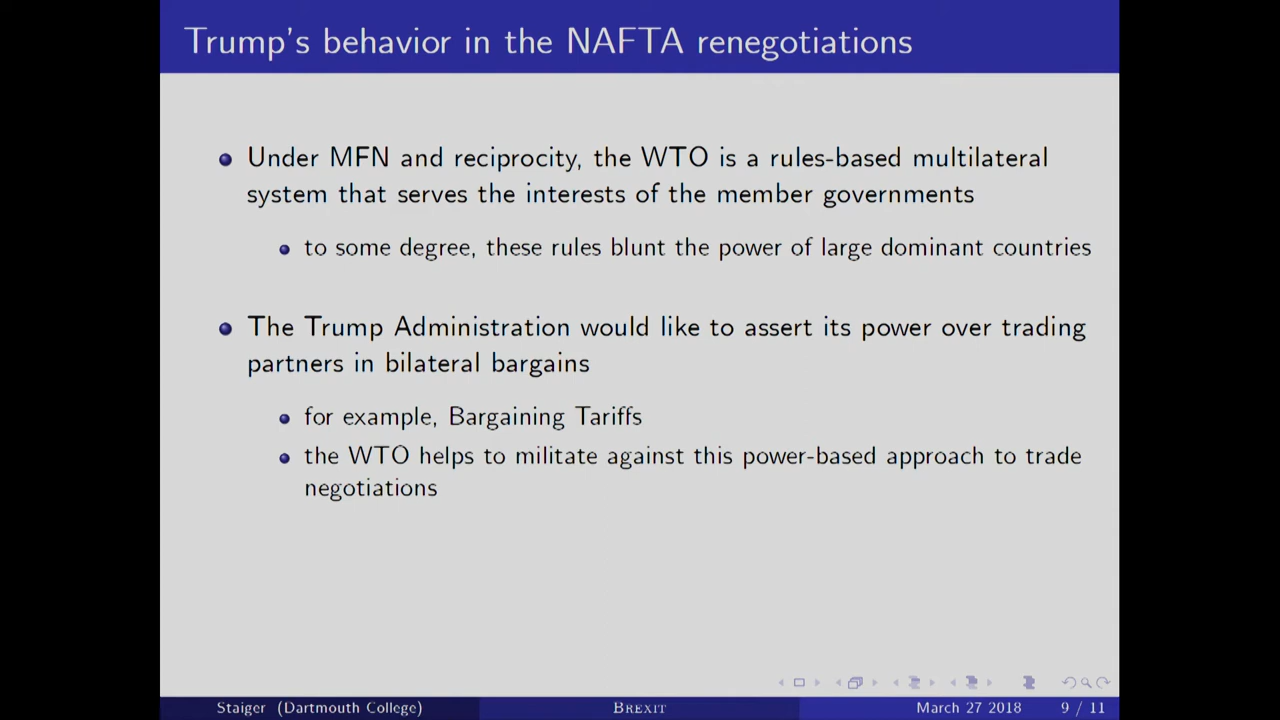 Trump's behavior in the NAFTA renegotiations
Under MFN and reciprocity, the WTO is a rules-based multilateral
system that serves the interests of the member governments
to some degree, these rules blunt the power of large dominant countries
The Trump Administration would like to assert its power over trading
partners in bilateral bargains
for example, Bargaining Tariffs
the WTO helps to militate against this power-based approach to trade
negotiations
Staiger (Dartmouth College) BREXIT March 27 2018 9 / 11